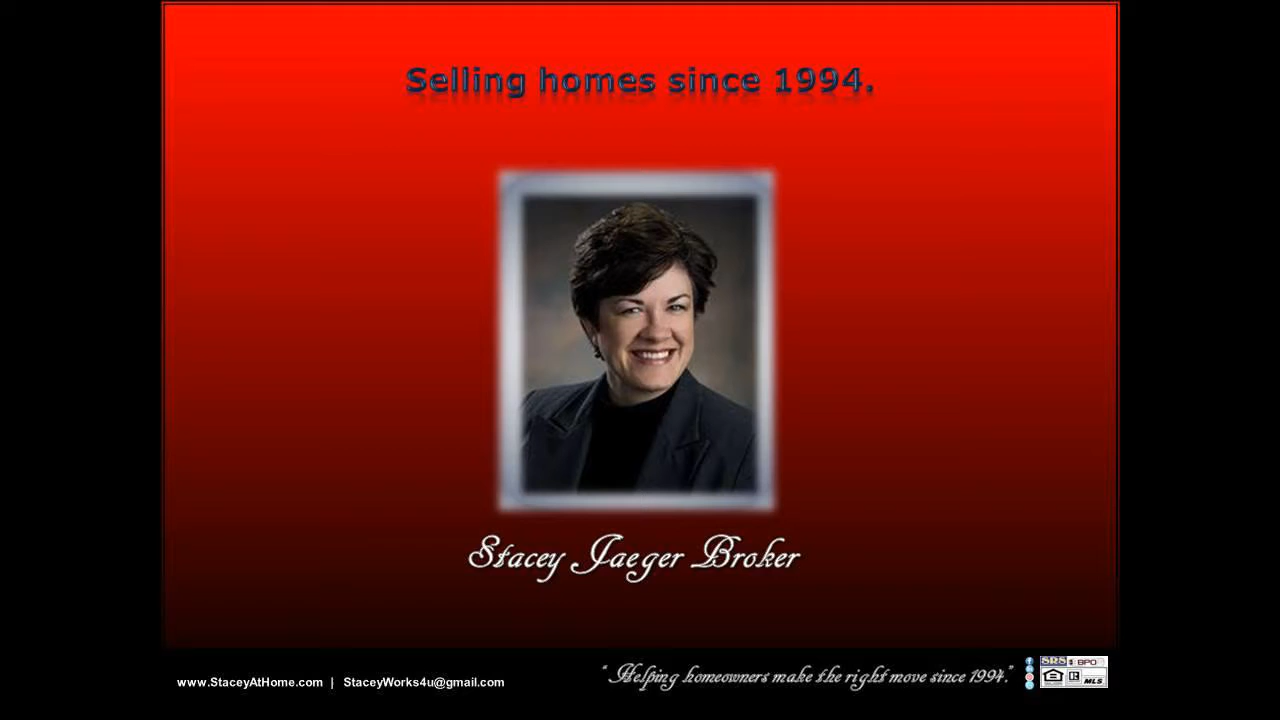 Selling homes since 1994.
Stacey Jaeger Broker
www.StaceyAtHome.com | StaceyWorks4u@gmail.com
“Helping homeowners make the right move since 1994.”
SRS BPO
R MLS